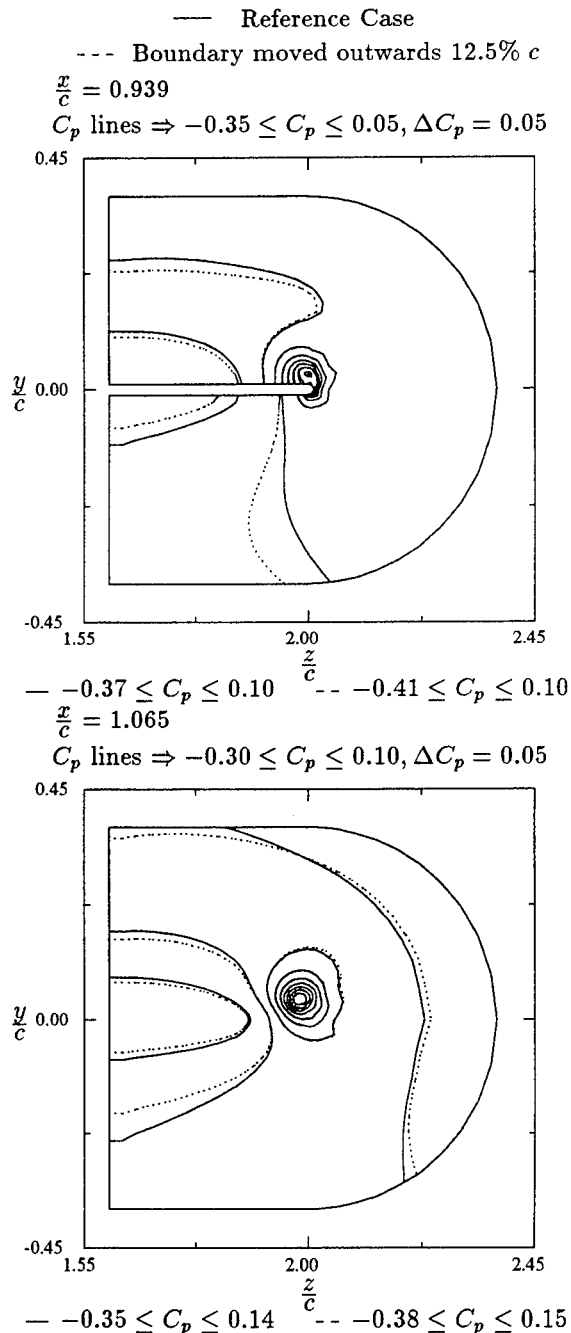 — Reference Case
--- Boundary moved outwards 12.5% c
x/c = 0.939
C_p lines ⇒ −0.35 ≤ C_p ≤ 0.05, ΔC_p = 0.05
0.45
y/c
0.00
-0.45
1.55 2.00 2.45
z/c
— −0.37 ≤ C_p ≤ 0.10 -- −0.41 ≤ C_p ≤ 0.10
x/c = 1.065
C_p lines ⇒ −0.30 ≤ C_p ≤ 0.10, ΔC_p = 0.05
0.45
y/c
0.00
-0.45
1.55 2.00 2.45
z/c
— −0.35 ≤ C_p ≤ 0.14 -- −0.38 ≤ C_p ≤ 0.15